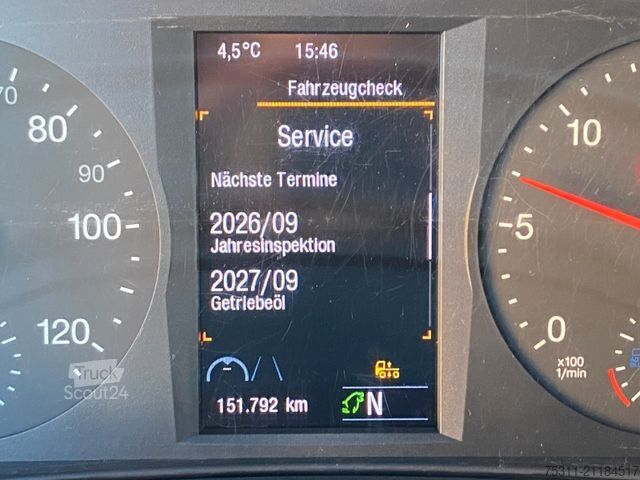 4,5°C 15:46
Fahrzeugcheck
Service
Nächste Termine
2026/09
Jahresinspektion
2027/09
Getriebeöl
151.792 km
N
70
80
90
100
120
10
5
0
x100
1/min
Truck
Scout24
75311-21184517